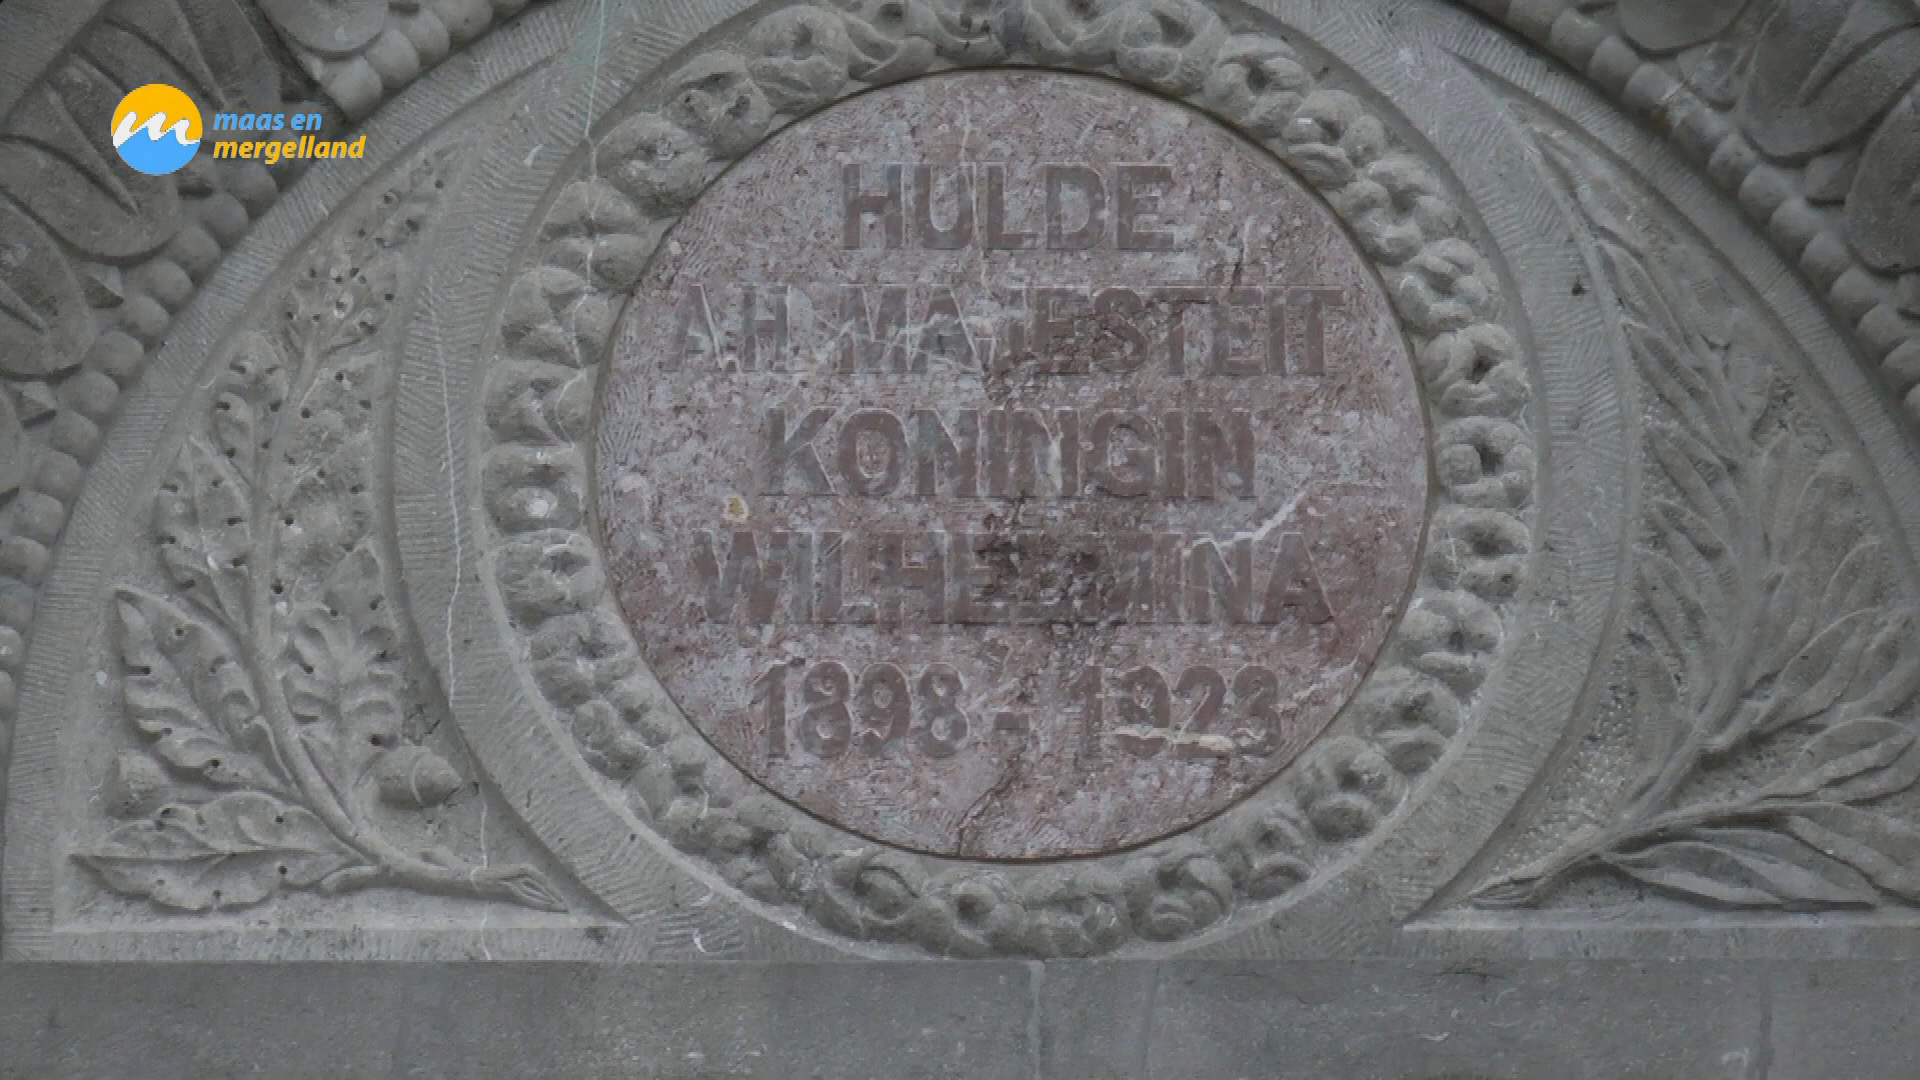 maas en
mergelland
HULDE
A.H. MAJESTEIT
KONINGIN
WILHELMINA
1898 - 1923